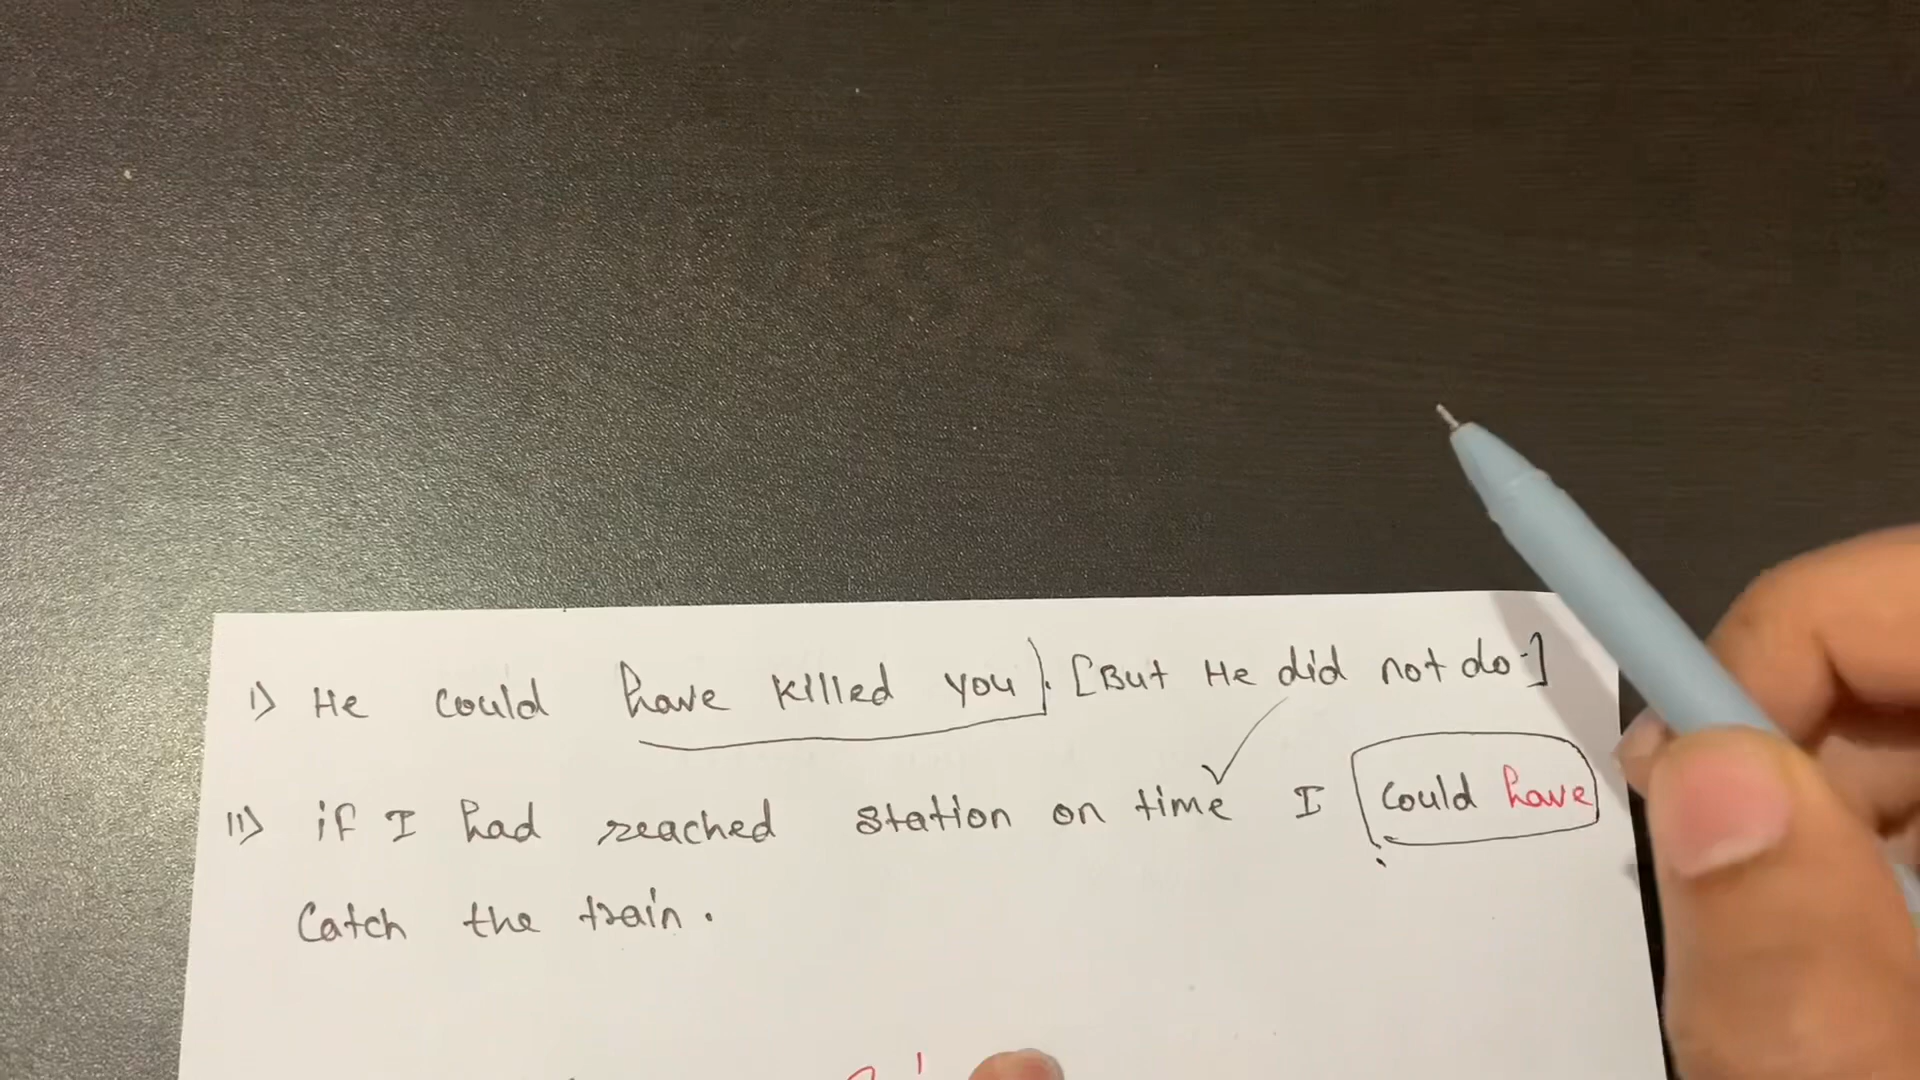 1) He could have killed you. [But He did not do.]
11) if I had reached station on time I could have
Catch the train.